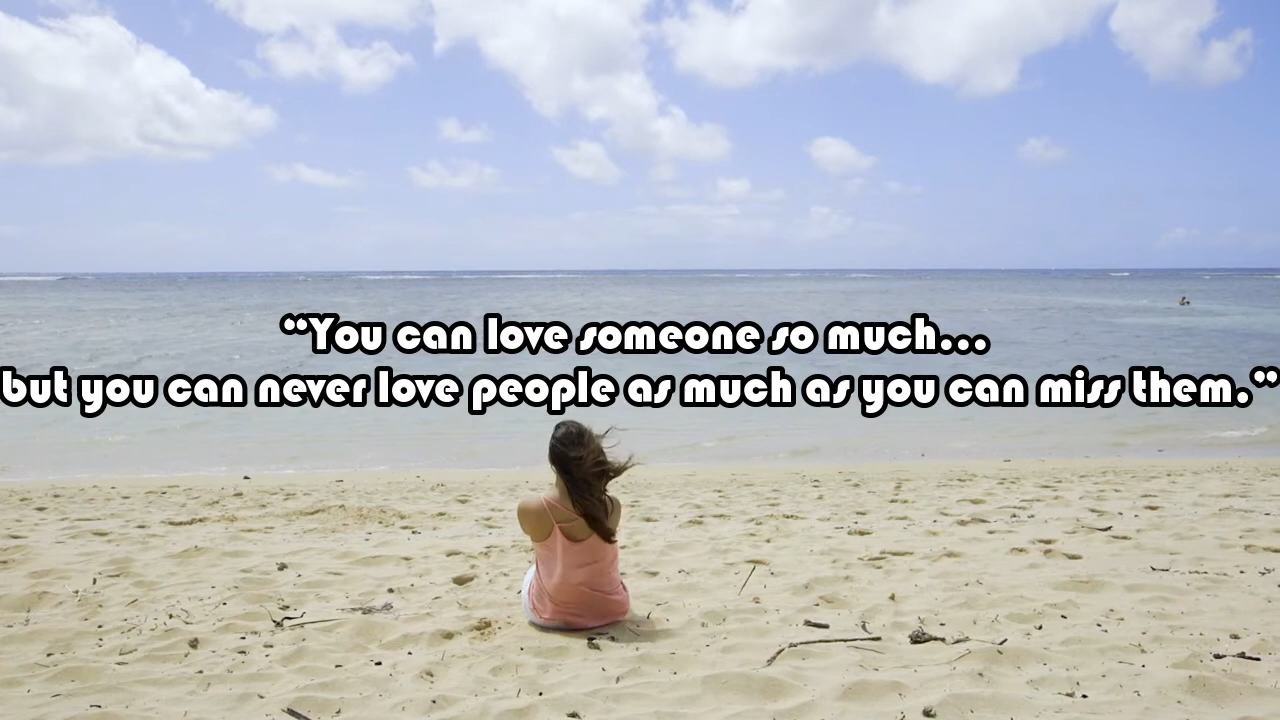 “You can love someone so much...
but you can never love people as much as you can miss them.”